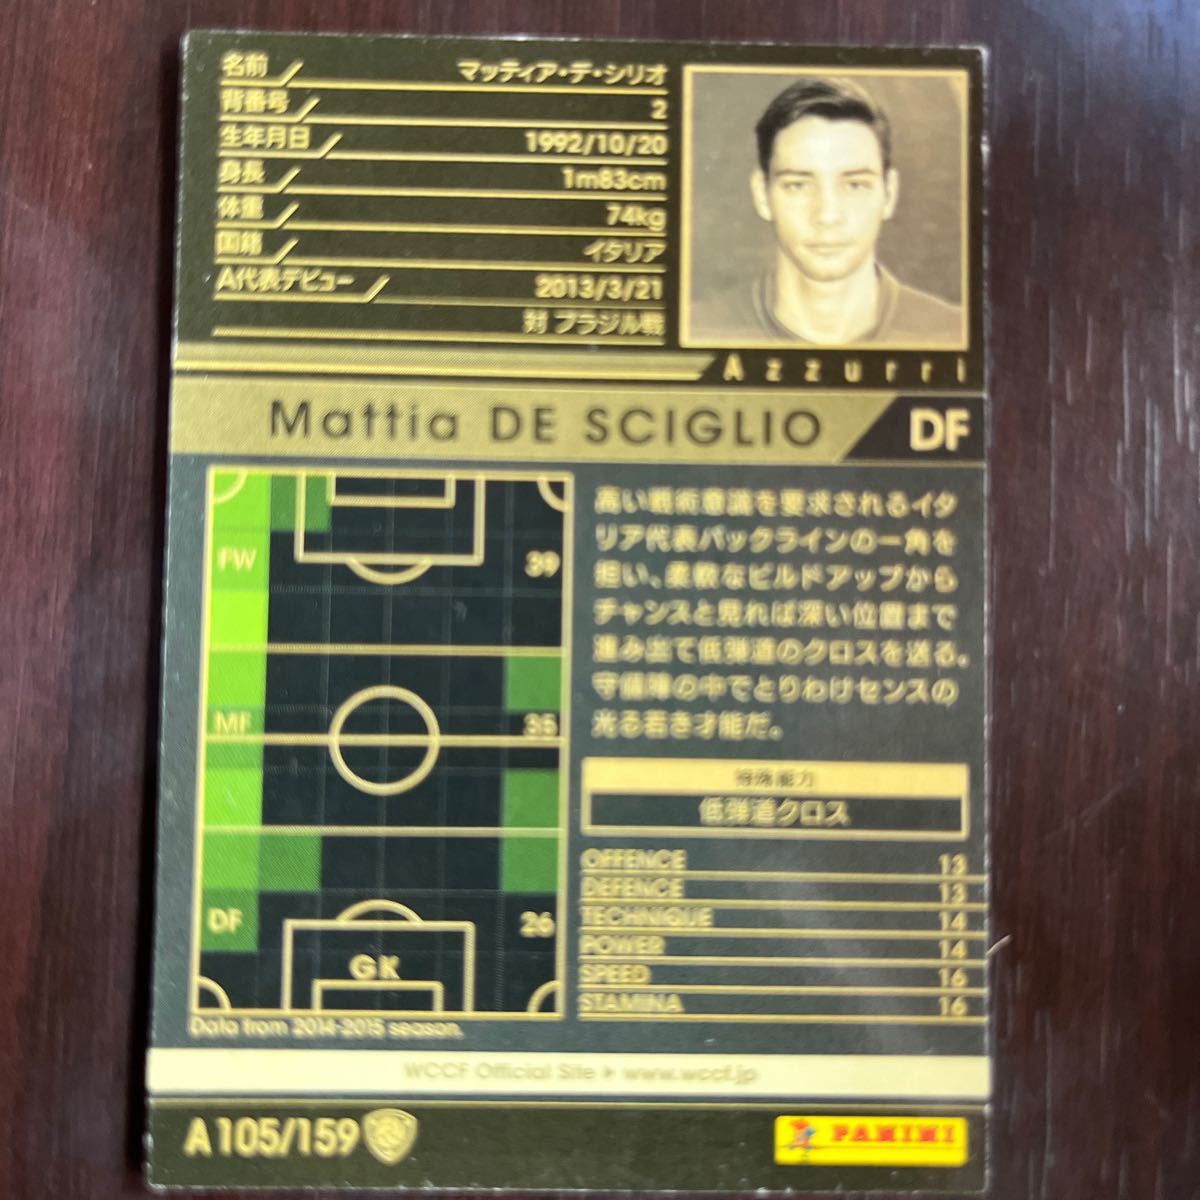 名前 マッティア・デ・シリオ
背番号 2
生年月日 1992/10/20
身長 1m83cm
体重 74kg
国籍 イタリア
A代表デビュー 2013/3/21
対 ブラジル戦
Azzurri
Mattia DE SCIGLIO DF
FW 39
MF 35
DF 26
GK
Data from 2014-2015 season.
高い戦術意識を要求されるイタ
リア代表バックラインの一角を
担い、柔軟なビルドアップから
チャンスと見れば深い位置まで
進み出て低弾道のクロスを送る。
守備陣の中でとりわけセンスの
光る若き才能だ。
特殊能力
低弾道クロス
OFFENCE 13
DEFENCE 13
TECHNIQUE 14
POWER 14
SPEED 16
STAMINA 16
WCCF Official Site ▶ www.wccf.jp
A105/159
PANINI